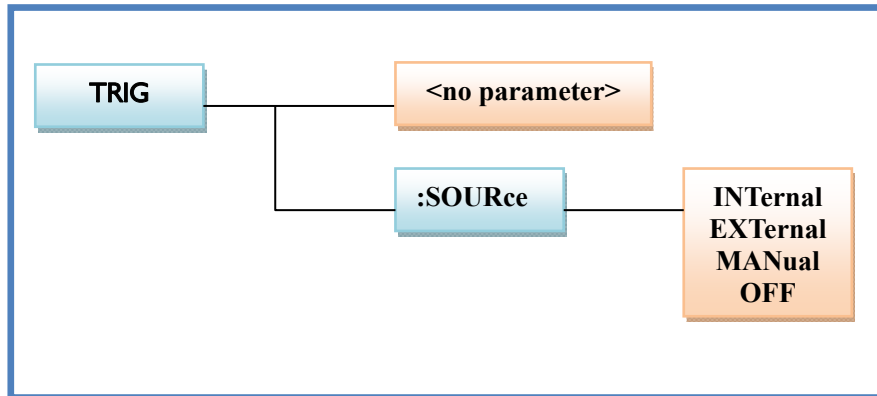 TRIG
<no parameter>
:SOURce
INTernal
EXTernal
MANual
OFF